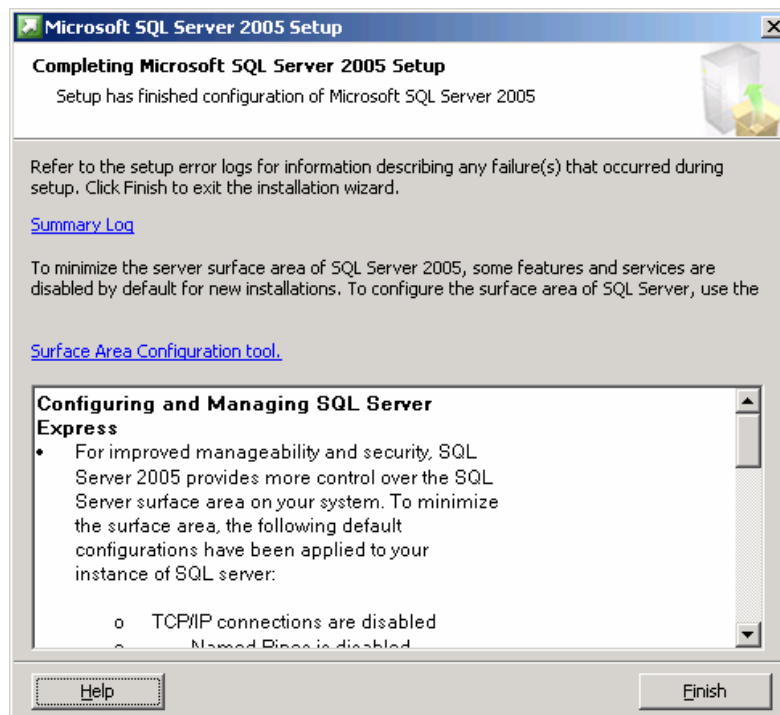 Microsoft SQL Server 2005 Setup
Completing Microsoft SQL Server 2005 Setup
Setup has finished configuration of Microsoft SQL Server 2005
Refer to the setup error logs for information describing any failure(s) that occurred during
setup. Click Finish to exit the installation wizard.
Summary Log
To minimize the server surface area of SQL Server 2005, some features and services are
disabled by default for new installations. To configure the surface area of SQL Server, use the
Surface Area Configuration tool.
Configuring and Managing SQL Server
Express
• For improved manageability and security, SQL
Server 2005 provides more control over the SQL
Server surface area on your system. To minimize
the surface area, the following default
configurations have been applied to your
instance of SQL server:
o TCP/IP connections are disabled
o Named Pipes is disabled
Help
Finish